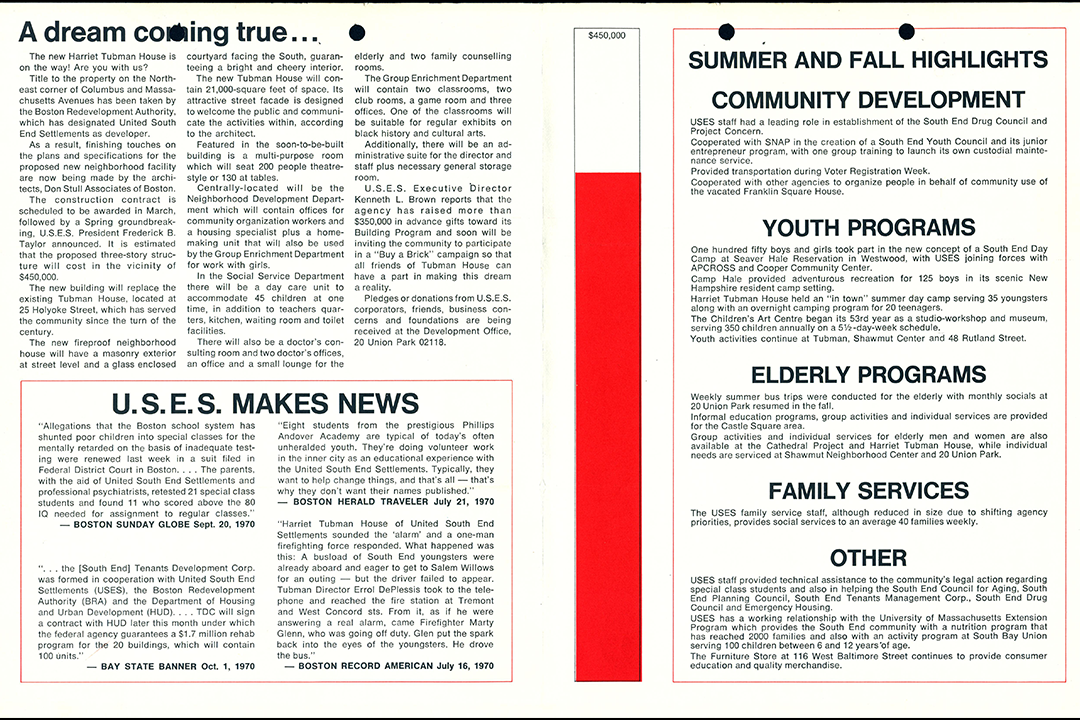 A dream coming true...
The new Harriet Tubman House is
on the way! Are you with us?
Title to the property on the North-
east corner of Columbus and Massa-
chusetts Avenues has been taken by
the Boston Redevelopment Authority,
which has designated United South
End Settlements as developer.
As a result, finishing touches on
the plans and specifications for the
proposed new neighborhood facility
are now being made by the archi-
tects, Don Stull Associates of Boston.
The construction contract is
scheduled to be awarded in March,
followed by a Spring groundbreak-
ing, U.S.E.S. President Frederick B.
Taylor announced. It is estimated
that the proposed three-story struc-
ture will cost in the vicinity of
$450,000.
The new building will replace the
existing Tubman House, located at
25 Holyoke Street, which has served
the community since the turn of the
century.
The new fireproof neighborhood
house will have a masonry exterior
at street level and a glass enclosed
courtyard facing the South, guaran-
teeing a bright and cheery interior.
The new Tubman House will con-
tain 21,000-square feet of space. Its
attractive street facade is designed
to welcome the public and communi-
cate the activities within, according
to the architect.
Featured in the soon-to-be-built
building is a multi-purpose room
which will seat 200 people theatre-
style or 130 at tables.
Centrally-located will be the
Neighborhood Development Depart-
ment which will contain offices for
community organization workers and
a housing specialist plus a home-
making unit that will also be used
by the Group Enrichment Department
for work with girls.
In the Social Service Department
there will be a day care unit to
accommodate 45 children at one
time, in addition to teachers quar-
ters, kitchen, waiting room and toilet
facilities.
There will also be a doctor's con-
sulting room and two doctor's offices,
an office and a small lounge for the
elderly and two family counselling
rooms.
The Group Enrichment Department
will contain two classrooms, two
club rooms, a game room and three
offices. One of the classrooms will
be suitable for regular exhibits on
black history and cultural arts.
Additionally, there will be an ad-
ministrative suite for the director and
staff plus necessary general storage
room.
U.S.E.S. Executive Director
Kenneth L. Brown reports that the
agency has raised more than
$350,000 in advance gifts toward its
Building Program and soon will be
inviting the community to participate
in a "Buy a Brick" campaign so that
all friends of Tubman House can
have a part in making this dream
a reality.
Pledges or donations from U.S.E.S.
corporators, friends, business con-
cerns and foundations are being
received at the Development Office,
20 Union Park 02118.
U.S.E.S. MAKES NEWS
"Allegations that the Boston school system has
shunted poor children into special classes for the
mentally retarded on the basis of inadequate test-
ing were renewed last week in a suit filed in
Federal District Court in Boston. . . . The parents,
with the aid of United South End Settlements and
professional psychiatrists, retested 21 special class
students and found 11 who scored above the 80
IQ needed for assignment to regular classes."
— BOSTON SUNDAY GLOBE Sept. 20, 1970
". . . the [South End] Tenants Development Corp.
was formed in cooperation with United South End
Settlements (USES), the Boston Redevelopment
Authority (BRA) and the Department of Housing
and Urban Development (HUD). . . . TDC will sign
a contract with HUD later this month under which
the federal agency guarantees a $1.7 million rehab
program for the 20 buildings, which will contain
100 units."
— BAY STATE BANNER Oct. 1, 1970
"Eight students from the prestigious Phillips
Andover Academy are typical of today's often
unheralded youth. They're doing volunteer work
in the inner city as an educational experience with
the United South End Settlements. Typically, they
want to help change things, and that's all — that's
why they don't want their names published."
— BOSTON HERALD TRAVELER July 21, 1970
"Harriet Tubman House of United South End
Settlements sounded the 'alarm' and a one-man
firefighting force responded. What happened was
this: A busload of South End youngsters were
already aboard and eager to get to Salem Willows
for an outing — but the driver failed to appear.
Tubman Director Errol DePlessis took to the tele-
phone and reached the fire station at Tremont
and West Concord sts. From it, as if he were
answering a real alarm, came Firefighter Marty
Glenn, who was going off duty. Glen put the spark
back into the eyes of the youngsters. He drove
the bus."
— BOSTON RECORD AMERICAN July 16, 1970
$450,000
SUMMER AND FALL HIGHLIGHTS
COMMUNITY DEVELOPMENT
USES staff had a leading role in establishment of the South End Drug Council and
Project Concern.
Cooperated with SNAP in the creation of a South End Youth Council and its junior
entrepreneur program, with one group training to launch its own custodial mainte-
nance service.
Provided transportation during Voter Registration Week.
Cooperated with other agencies to organize people in behalf of community use of
the vacated Franklin Square House.
YOUTH PROGRAMS
One hundred fifty boys and girls took part in the new concept of a South End Day
Camp at Seaver Hale Reservation in Westwood, with USES joining forces with
APCROSS and Cooper Community Center.
Camp Hale provided adventurous recreation for 125 boys in its scenic New
Hampshire resident camp setting.
Harriet Tubman House held an "in town" summer day camp serving 35 youngsters
along with an overnight camping program for 20 teenagers.
The Children's Art Centre began its 53rd year as a studio-workshop and museum,
serving 350 children annually on a 5½-day-week schedule.
Youth activities continue at Tubman, Shawmut Center and 48 Rutland Street.
ELDERLY PROGRAMS
Weekly summer bus trips were conducted for the elderly with monthly socials at
20 Union Park resumed in the fall.
Informal education programs, group activities and individual services are provided
for the Castle Square area.
Group activities and individual services for elderly men and women are also
available at the Cathedral Project and Harriet Tubman House, while individual
needs are serviced at Shawmut Neighborhood Center and 20 Union Park.
FAMILY SERVICES
The USES family service staff, although reduced in size due to shifting agency
priorities, provides social services to an average 40 families weekly.
OTHER
USES staff provided technical assistance to the community's legal action regarding
special class students and also in helping the South End Council for Aging, South
End Planning Council, South End Tenants Management Corp., South End Drug
Council and Emergency Housing.
USES has a working relationship with the University of Massachusetts Extension
Program which provides the South End community with a nutrition program that
has reached 2000 families and also with an activity program at South Bay Union
serving 100 children between 6 and 12 years of age.
The Furniture Store at 116 West Baltimore Street continues to provide consumer
education and quality merchandise.